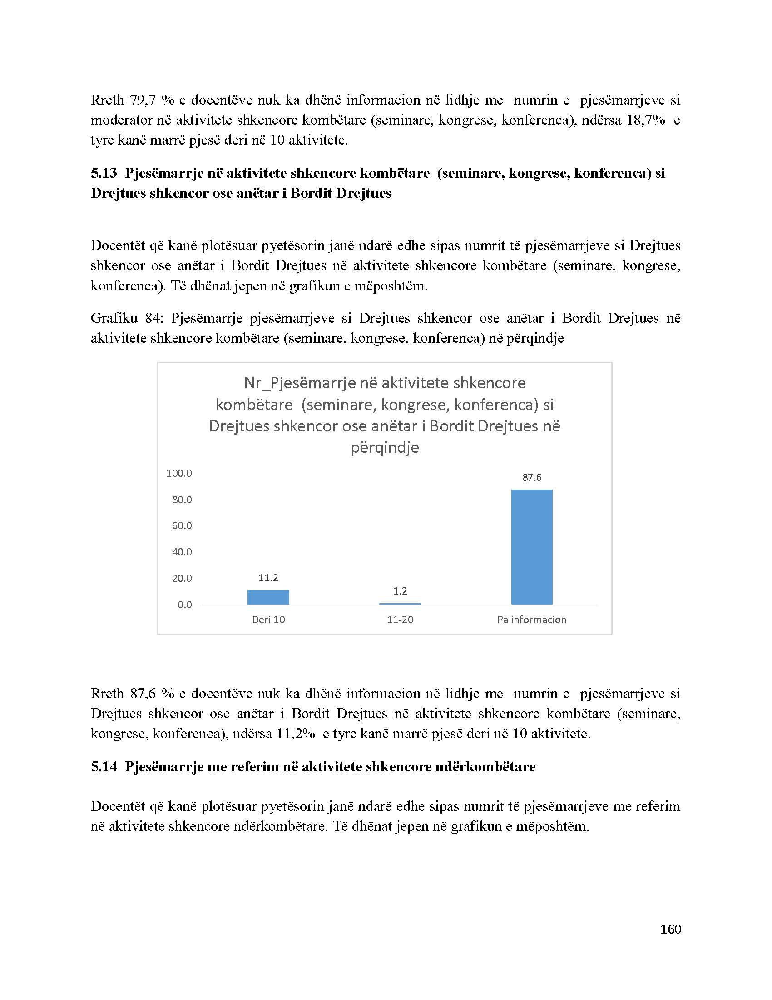 Rreth 79,7 % e docentëve nuk ka dhënë informacion në lidhje me  numrin e  pjesëmarrjeve si
moderator në aktivitete shkencore kombëtare (seminare, kongrese, konferenca), ndërsa 18,7%  e
tyre kanë marrë pjesë deri në 10 aktivitete.
5.13  Pjesëmarrje në aktivitete shkencore kombëtare  (seminare, kongrese, konferenca) si
Drejtues shkencor ose anëtar i Bordit Drejtues
Docentët që kanë plotësuar pyetësorin janë ndarë edhe sipas numrit të pjesëmarrjeve si Drejtues
shkencor ose anëtar i Bordit Drejtues në aktivitete shkencore kombëtare (seminare, kongrese,
konferenca). Të dhënat jepen në grafikun e mëposhtëm.
Grafiku 84: Pjesëmarrje pjesëmarrjeve si Drejtues shkencor ose anëtar i Bordit Drejtues në
aktivitete shkencore kombëtare (seminare, kongrese, konferenca) në përqindje
Nr_Pjesëmarrje në aktivitete shkencore
kombëtare  (seminare, kongrese, konferenca) si
Drejtues shkencor ose anëtar i Bordit Drejtues në
përqindje
100.0
80.0
60.0
40.0
20.0
0.0
11.2
1.2
87.6
Deri 10
11-20
Pa informacion
Rreth 87,6 % e docentëve nuk ka dhënë informacion në lidhje me  numrin e  pjesëmarrjeve si
Drejtues shkencor ose anëtar i Bordit Drejtues në aktivitete shkencore kombëtare (seminare,
kongrese, konferenca), ndërsa 11,2%  e tyre kanë marrë pjesë deri në 10 aktivitete.
5.14  Pjesëmarrje me referim në aktivitete shkencore ndërkombëtare
Docentët që kanë plotësuar pyetësorin janë ndarë edhe sipas numrit të pjesëmarrjeve me referim
në aktivitete shkencore ndërkombëtare. Të dhënat jepen në grafikun e mëposhtëm.
160